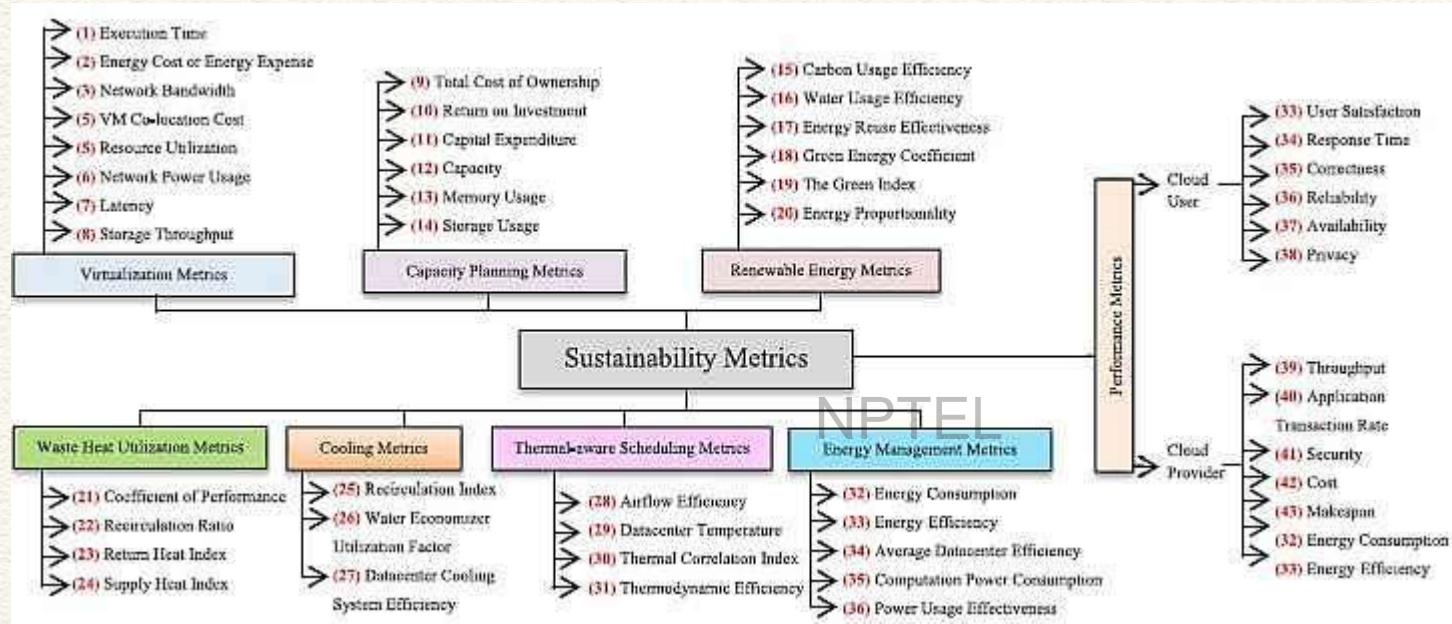 (1) Execution Time
(2) Energy Cost or Energy Expense
(3) Network Bandwidth
(5) VM Co-location Cost
(5) Resource Utilization
(6) Network Power Usage
(7) Latency
(8) Storage Throughput
Virtualization Metrics
(9) Total Cost of Ownership
(10) Return on Investment
(11) Capital Expenditure
(12) Capacity
(13) Memory Usage
(14) Storage Usage
Capacity Planning Metrics
(15) Carbon Usage Efficiency
(16) Water Usage Efficiency
(17) Energy Reuse Effectiveness
(18) Green Energy Coefficient
(19) The Green Index
(20) Energy Proportionality
Renewable Energy Metrics
Sustainability Metrics
Performance Metrics
Cloud
User
(33) User Satisfaction
(34) Response Time
(35) Correctness
(36) Reliability
(37) Availability
(38) Privacy
Cloud
Provider
(39) Throughput
(40) Application
Transaction Rate
(41) Security
(42) Cost
(43) Makespan
(32) Energy Consumption
(33) Energy Efficiency
NPTEL
Waste Heat Utilization Metrics
(21) Coefficient of Performance
(22) Recirculation Ratio
(23) Return Heat Index
(24) Supply Heat Index
Cooling Metrics
(25) Recirculation Index
(26) Water Economizer
Utilization Factor
(27) Datacenter Cooling
System Efficiency
Thermal-aware Scheduling Metrics
(28) Airflow Efficiency
(29) Datacenter Temperature
(30) Thermal Correlation Index
(31) Thermodynamic Efficiency
Energy Management Metrics
(32) Energy Consumption
(33) Energy Efficiency
(34) Average Datacenter Efficiency
(35) Computation Power Consumption
(36) Power Usage Effectiveness